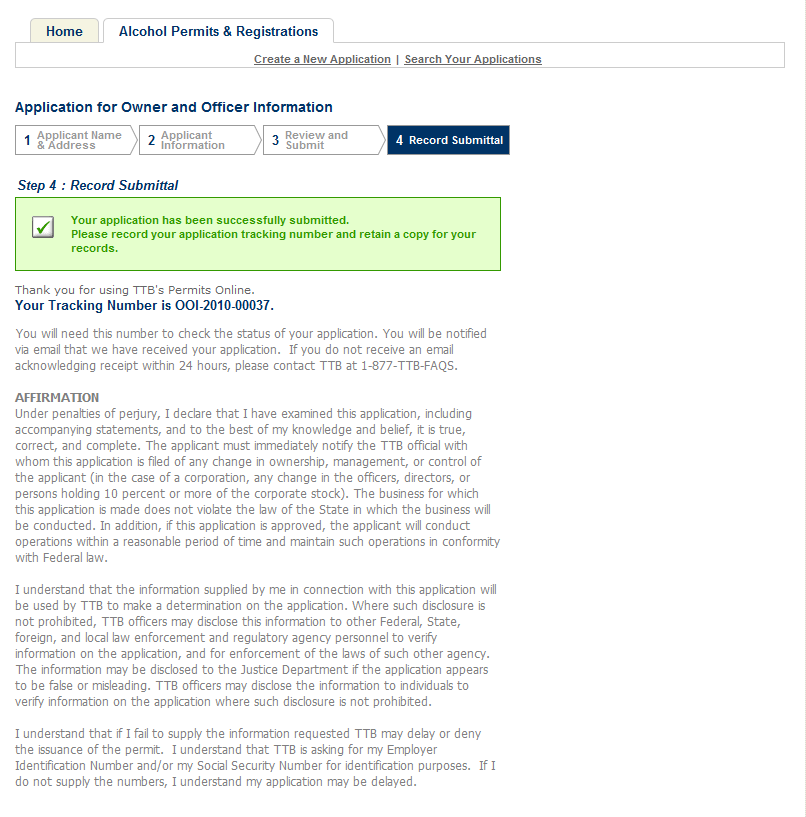 Home
Alcohol Permits & Registrations
Create a New Application | Search Your Applications
Application for Owner and Officer Information
1 Applicant Name & Address
2 Applicant Information
3 Review and Submit
4 Record Submittal
Step 4 : Record Submittal
Your application has been successfully submitted.
Please record your application tracking number and retain a copy for your
records.
Thank you for using TTB's Permits Online.
Your Tracking Number is OOI-2010-00037.
You will need this number to check the status of your application. You will be notified
via email that we have received your application.  If you do not receive an email
acknowledging receipt within 24 hours, please contact TTB at 1-877-TTB-FAQS.
AFFIRMATION
Under penalties of perjury, I declare that I have examined this application, including
accompanying statements, and to the best of my knowledge and belief, it is true,
correct, and complete. The applicant must immediately notify the TTB official with
whom this application is filed of any change in ownership, management, or control of
the applicant (in the case of a corporation, any change in the officers, directors, or
persons holding 10 percent or more of the corporate stock). The business for which
this application is made does not violate the law of the State in which the business will
be conducted. In addition, if this application is approved, the applicant will conduct
operations within a reasonable period of time and maintain such operations in conformity
with Federal law.
I understand that the information supplied by me in connection with this application will
be used by TTB to make a determination on the application. Where such disclosure is
not prohibited, TTB officers may disclose this information to other Federal, State,
foreign, and local law enforcement and regulatory agency personnel to verify
information on the application, and for enforcement of the laws of such other agency.
The information may be disclosed to the Justice Department if the application appears
to be false or misleading. TTB officers may disclose the information to individuals to
verify information on the application where such disclosure is not prohibited.
I understand that if I fail to supply the information requested TTB may delay or deny
the issuance of the permit.  I understand that TTB is asking for my Employer
Identification Number and/or my Social Security Number for identification purposes.  If I
do not supply the numbers, I understand my application may be delayed.